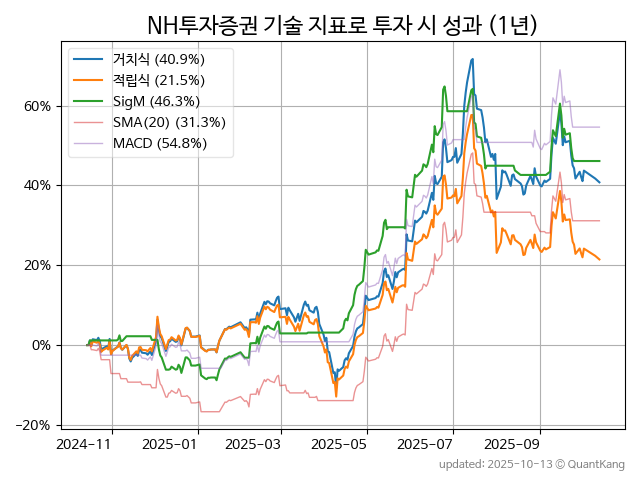 NH투자증권 기술 지표로 투자 시 성과 (1년)
거치식 (40.9%)
적립식 (21.5%)
SigM (46.3%)
SMA(20) (31.3%)
MACD (54.8%)
60%
40%
20%
0%
−20%
2024-11 2025-01 2025-03 2025-05 2025-07 2025-09
updated: 2025-10-13 © QuantKang